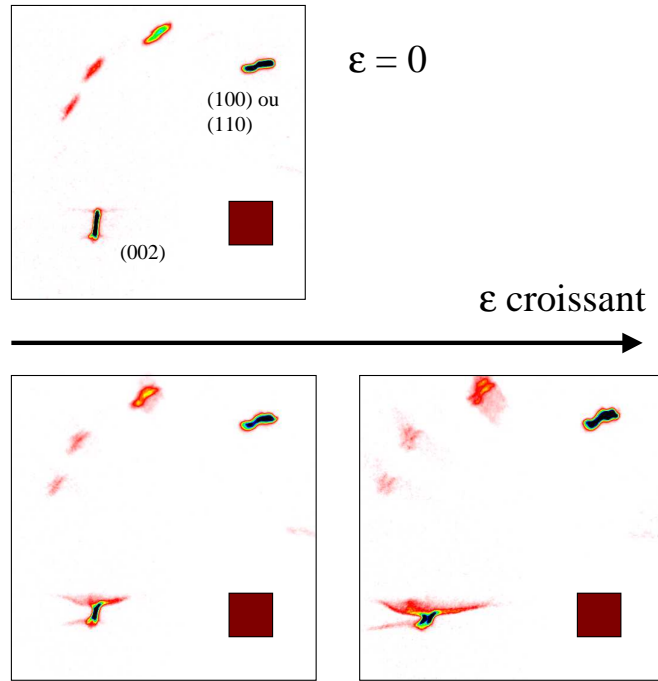 ε = 0
(100) ou
(110)
(002)
ε croissant